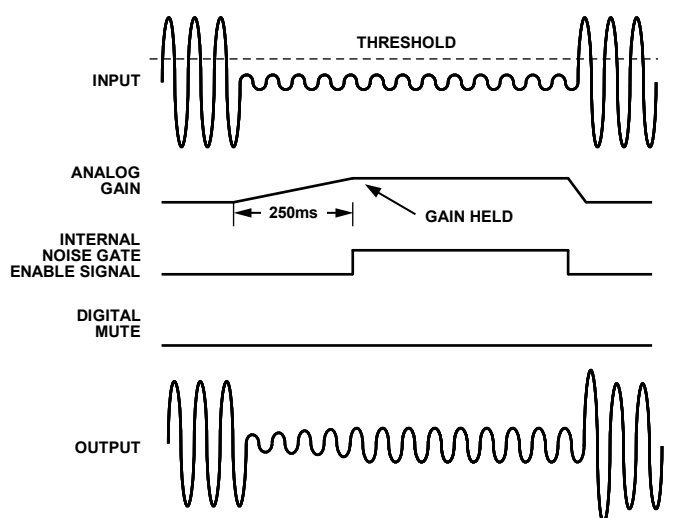 THRESHOLD
INPUT
ANALOG
GAIN
250ms
GAIN HELD
INTERNAL
NOISE GATE
ENABLE SIGNAL
DIGITAL
MUTE
OUTPUT